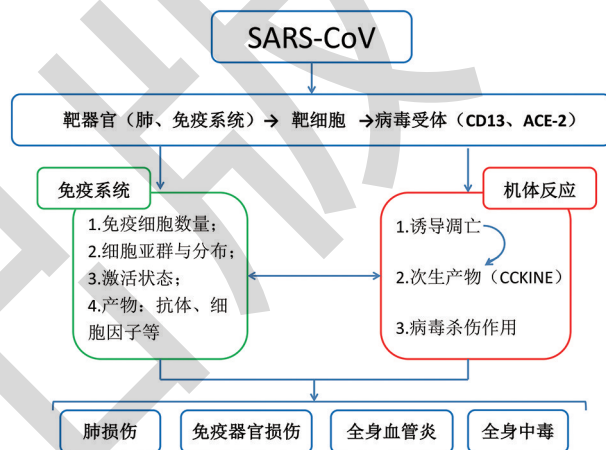 SARS-CoV
靶器官（肺、免疫系统）→ 靶细胞 →病毒受体（CD13、ACE-2）
免疫系统
1.免疫细胞数量；
2.细胞亚群与分布；
3.激活状态；
4.产物：抗体、细
胞因子等
机体反应
1.诱导凋亡
2.次生产物（CCKINE）
3.病毒杀伤作用
肺损伤
免疫器官损伤
全身血管炎
全身中毒